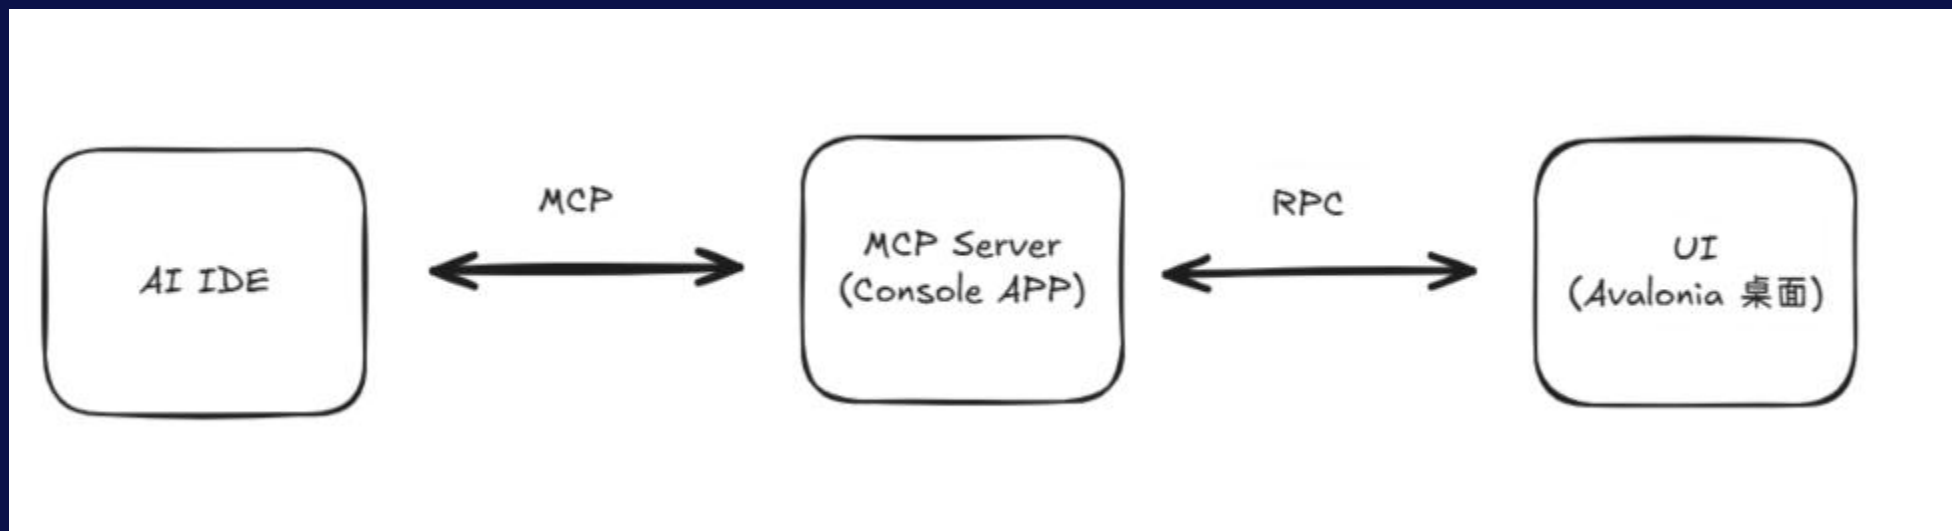 AI IDE
MCP
MCP Server
(Console APP)
RPC
UI
(Avalonia 桌面)